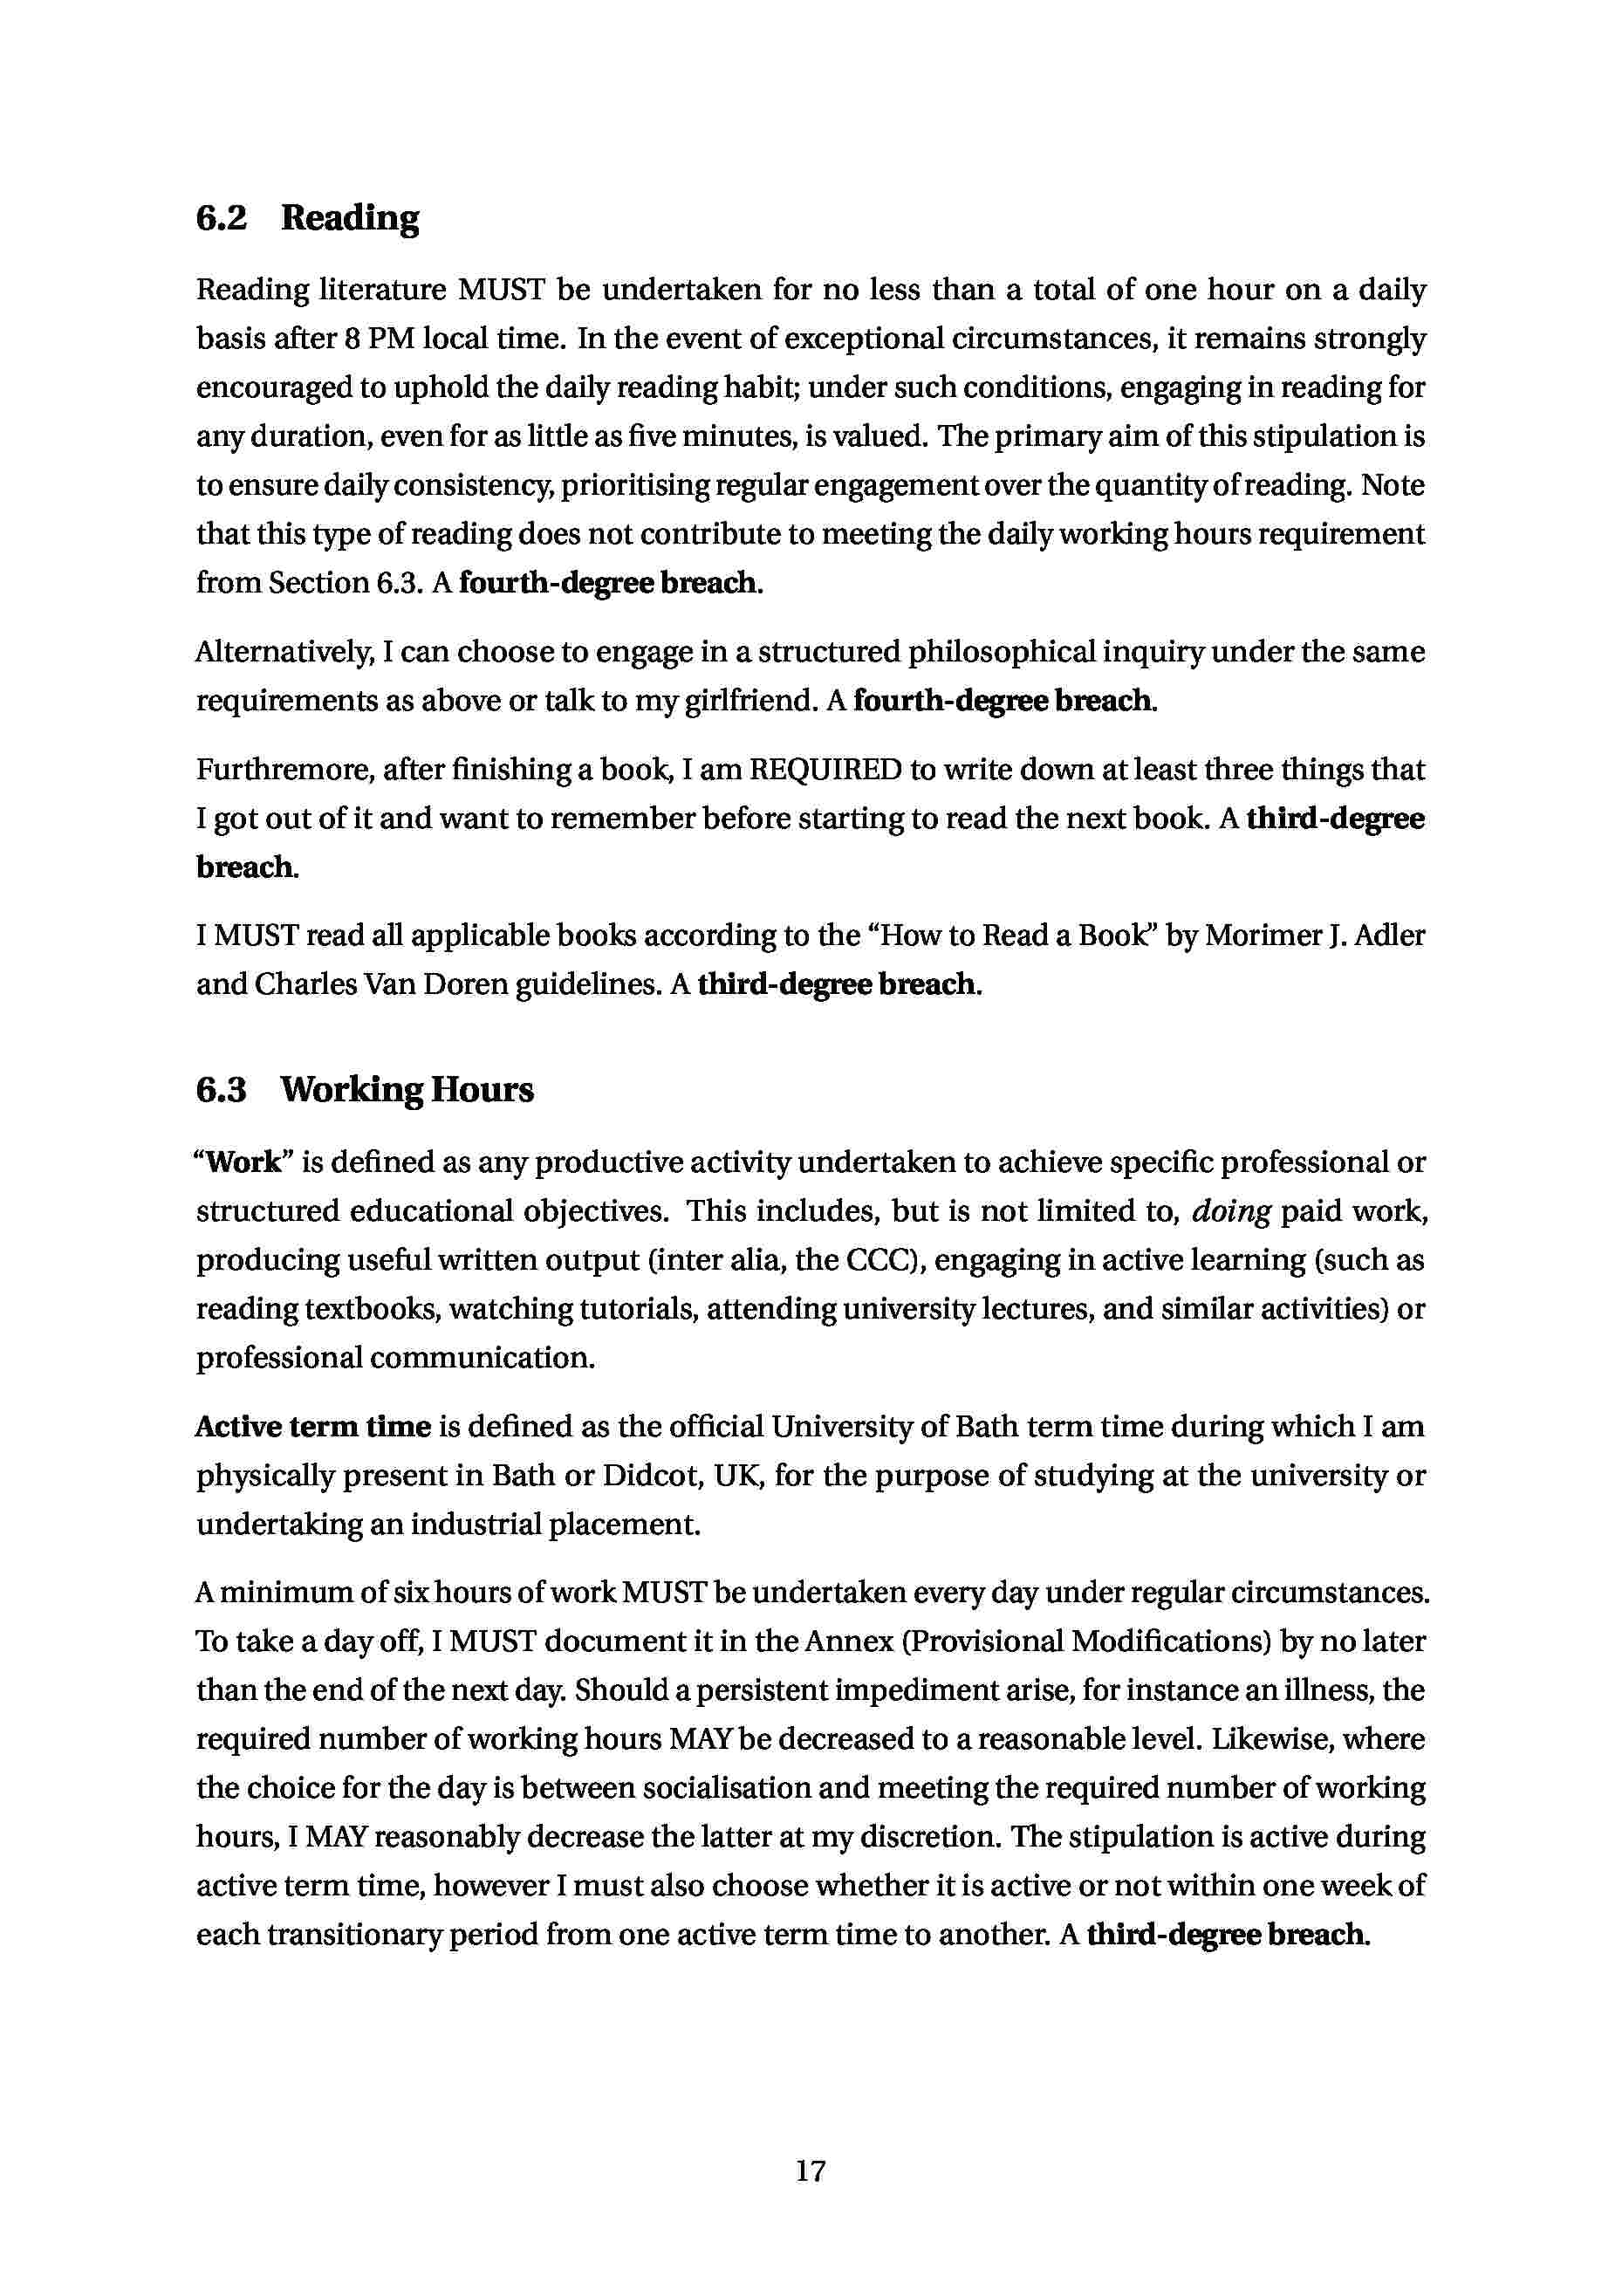 6.2 Reading
Reading literature MUST be undertaken for no less than a total of one hour on a daily
basis after 8 PM local time. In the event of exceptional circumstances, it remains strongly
encouraged to uphold the daily reading habit; under such conditions, engaging in reading for
any duration, even for as little as five minutes, is valued. The primary aim of this stipulation is
to ensure daily consistency, prioritising regular engagement over the quantity of reading. Note
that this type of reading does not contribute to meeting the daily working hours requirement
from Section 6.3. A fourth-degree breach.
Alternatively, I can choose to engage in a structured philosophical inquiry under the same
requirements as above or talk to my girlfriend. A fourth-degree breach.
Furthremore, after finishing a book, I am REQUIRED to write down at least three things that
I got out of it and want to remember before starting to read the next book. A third-degree
breach.
I MUST read all applicable books according to the “How to Read a Book” by Morimer J. Adler
and Charles Van Doren guidelines. A third-degree breach.
6.3 Working Hours
“Work” is defined as any productive activity undertaken to achieve specific professional or
structured educational objectives. This includes, but is not limited to, doing paid work,
producing useful written output (inter alia, the CCC), engaging in active learning (such as
reading textbooks, watching tutorials, attending university lectures, and similar activities) or
professional communication.
Active term time is defined as the official University of Bath term time during which I am
physically present in Bath or Didcot, UK, for the purpose of studying at the university or
undertaking an industrial placement.
A minimum of six hours of work MUST be undertaken every day under regular circumstances.
To take a day off, I MUST document it in the Annex (Provisional Modifications) by no later
than the end of the next day. Should a persistent impediment arise, for instance an illness, the
required number of working hours MAY be decreased to a reasonable level. Likewise, where
the choice for the day is between socialisation and meeting the required number of working
hours, I MAY reasonably decrease the latter at my discretion. The stipulation is active during
active term time, however I must also choose whether it is active or not within one week of
each transitionary period from one active term time to another. A third-degree breach.
17